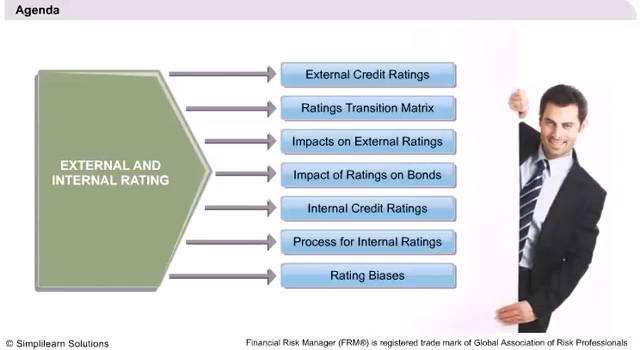 Agenda
EXTERNAL AND
INTERNAL RATING
External Credit Ratings
Ratings Transition Matrix
Impacts on External Ratings
Impact of Ratings on Bonds
Internal Credit Ratings
Process for Internal Ratings
Rating Biases
© Simplilearn Solutions
Financial Risk Manager (FRM®) is registered trade mark of Global Association of Risk Professionals